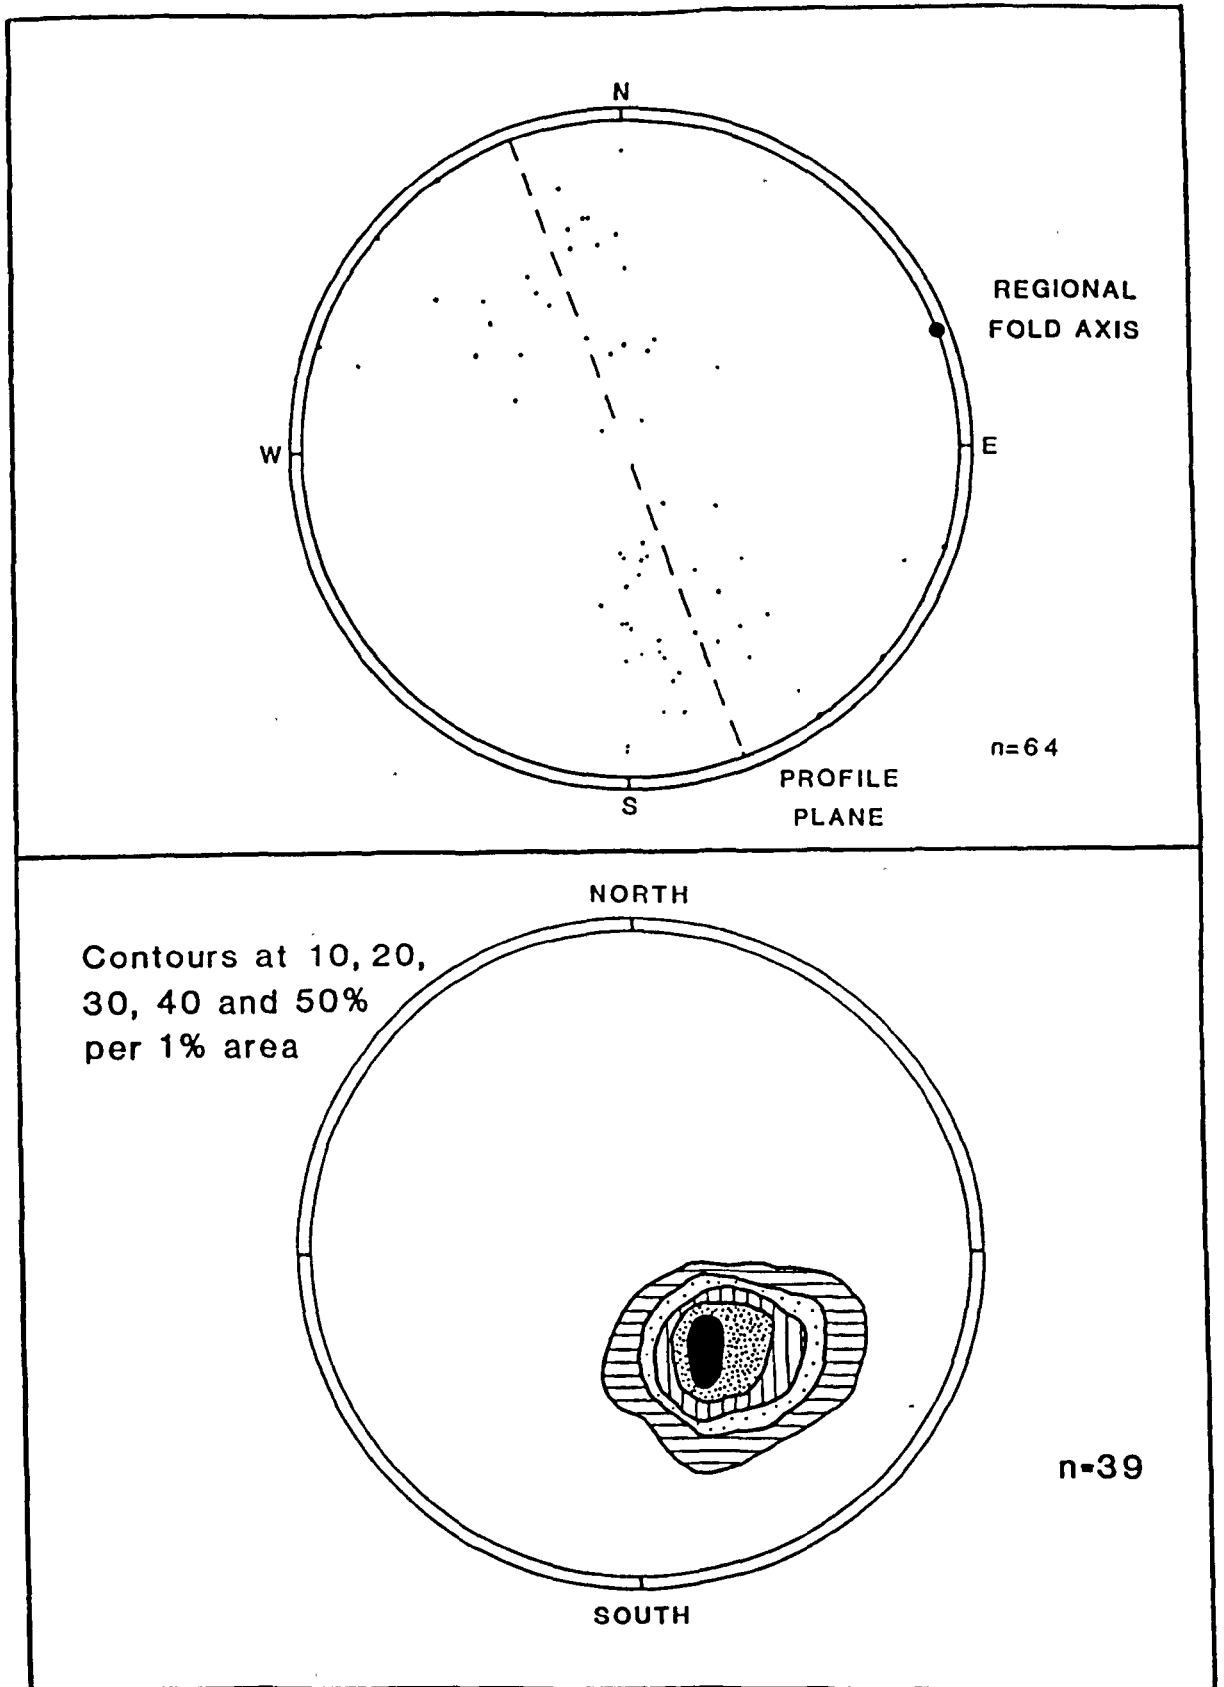 N
REGIONAL
FOLD AXIS
W
E
n=64
PROFILE
PLANE
S
NORTH
Contours at 10, 20,
30, 40 and 50%
per 1% area
n=39
SOUTH